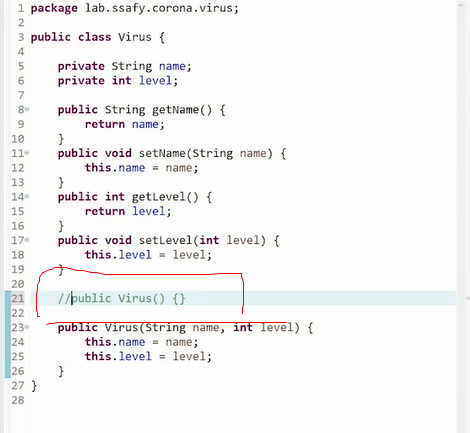 1 package lab.ssafy.corona.virus;
2
3 public class Virus {
4
5 private String name;
6 private int level;
7
8 public String getName() {
9 return name;
10 }
11 public void setName(String name) {
12 this.name = name;
13 }
14 public int getLevel() {
15 return level;
16 }
17 public void setLevel(int level) {
18 this.level = level;
19 }
20
21 //public Virus() {}
22
23 public Virus(String name, int level) {
24 this.name = name;
25 this.level = level;
26 }
27 }
28